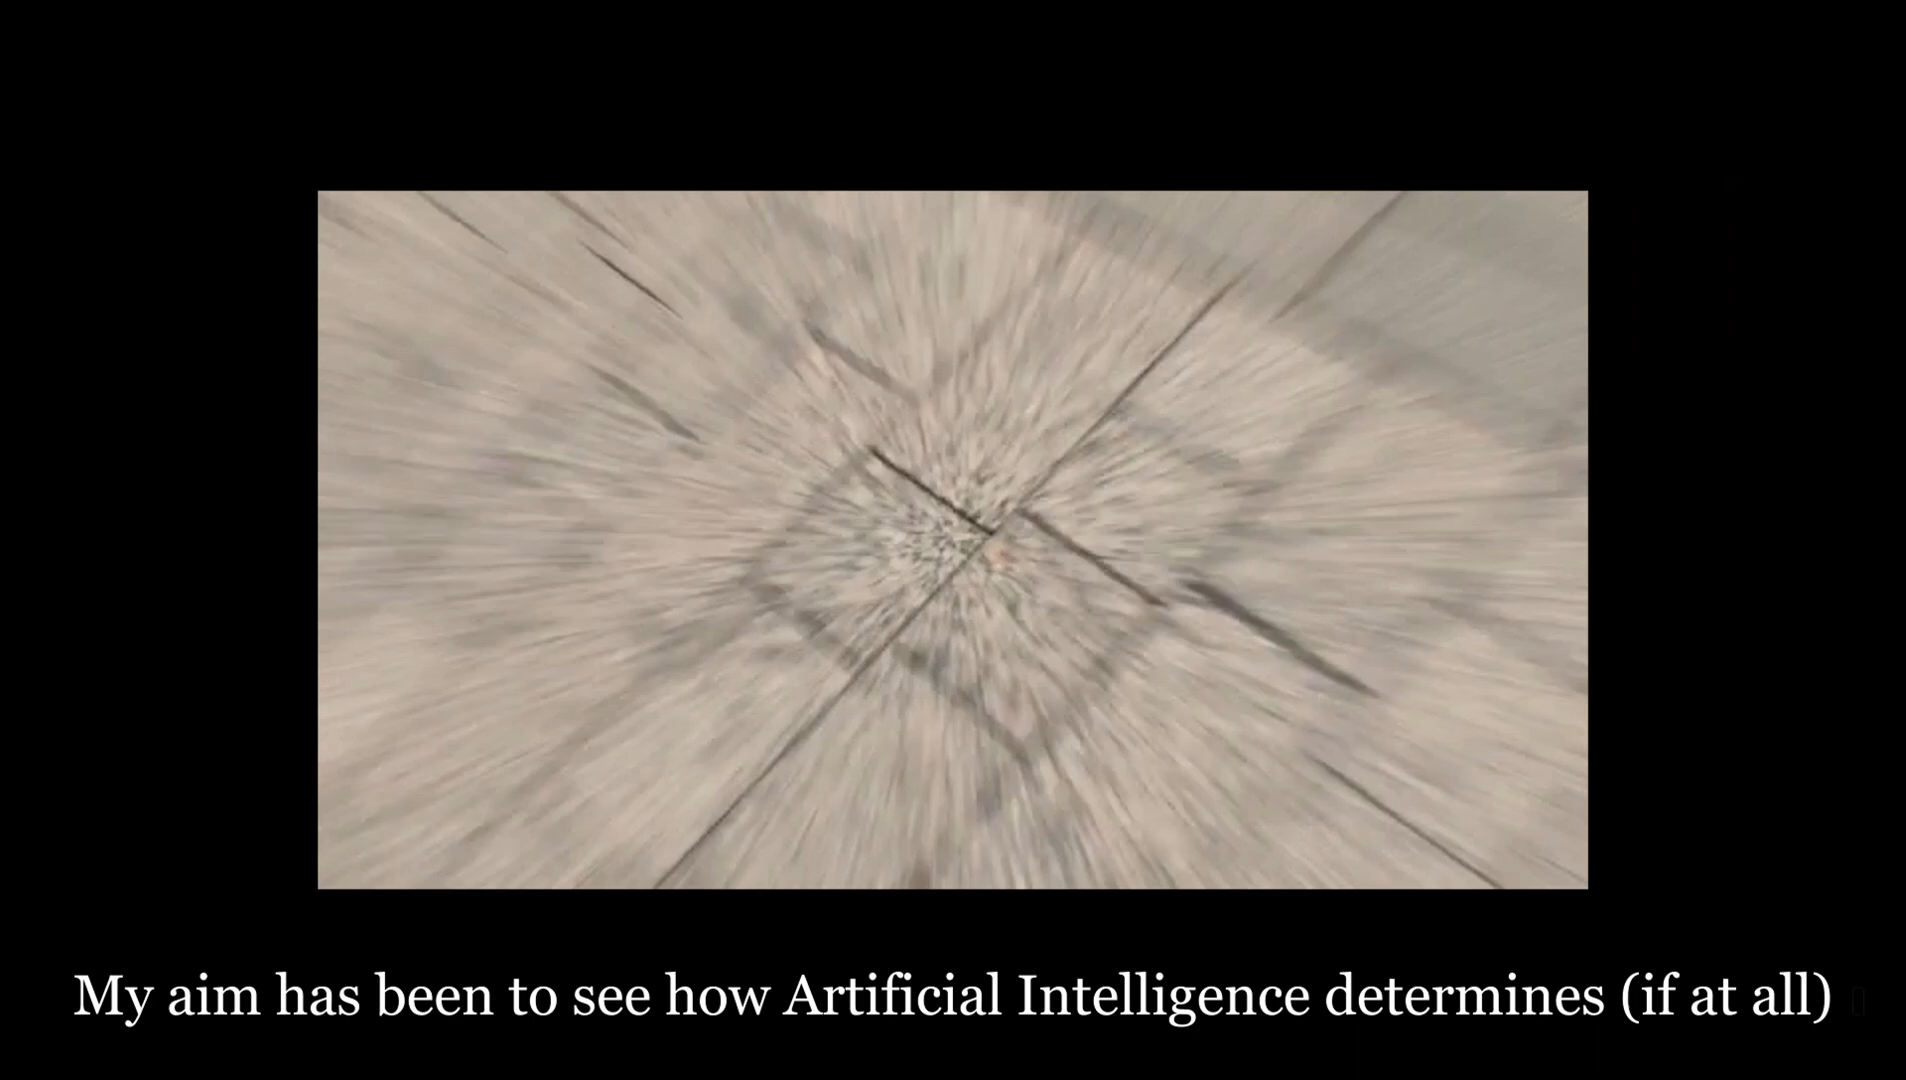 My aim has been to see how Artificial Intelligence determines (if at all)